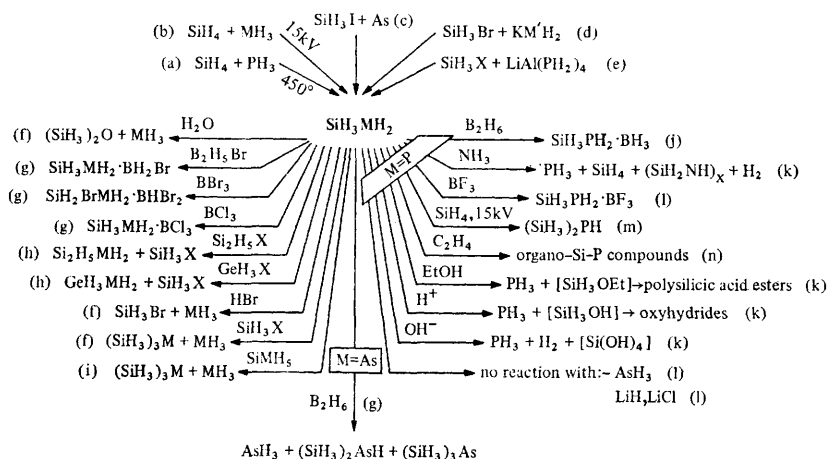 SiH₃I + As (c)
(b) SiH₄ + MH₃ 15kV SiH₃Br + KM'H₂ (d)
(a) SiH₄ + PH₃ 450° SiH₃X + LiAl(PH₂)₄ (e)
SiH₃MH₂
M=P
(f) (SiH₃)₂O + MH₃ H₂O
(g) SiH₃MH₂·BH₂Br B₂H₅Br
(g) SiH₂BrMH₂·BHBr₂ BBr₃
(g) SiH₃MH₂·BCl₃ BCl₃
(h) Si₂H₅MH₂ + SiH₃X Si₂H₅X
(h) GeH₃MH₂ + SiH₃X GeH₃X
(f) SiH₃Br + MH₃ HBr
(f) (SiH₃)₃M + MH₃ SiH₃X
(i) (SiH₃)₃M + MH₃ SiMH₅
B₂H₆ SiH₃PH₂·BH₃ (j)
NH₃ PH₃ + SiH₄ + (SiH₂NH)ₓ + H₂ (k)
BF₃ SiH₃PH₂·BF₃ (l)
SiH₄, 15kV (SiH₃)₂PH (m)
C₂H₄ organo-Si-P compounds (n)
EtOH PH₃ + [SiH₃OEt]→polysilicic acid esters (k)
H⁺ PH₃ + [SiH₃OH]→ oxyhydrides (k)
OH⁻ PH₃ + H₂ + [Si(OH)₄] (k)
no reaction with:– AsH₃ (l)
LiH,LiCl (l)
M=As
B₂H₆ (g)
AsH₃ + (SiH₃)₂AsH + (SiH₃)₃As